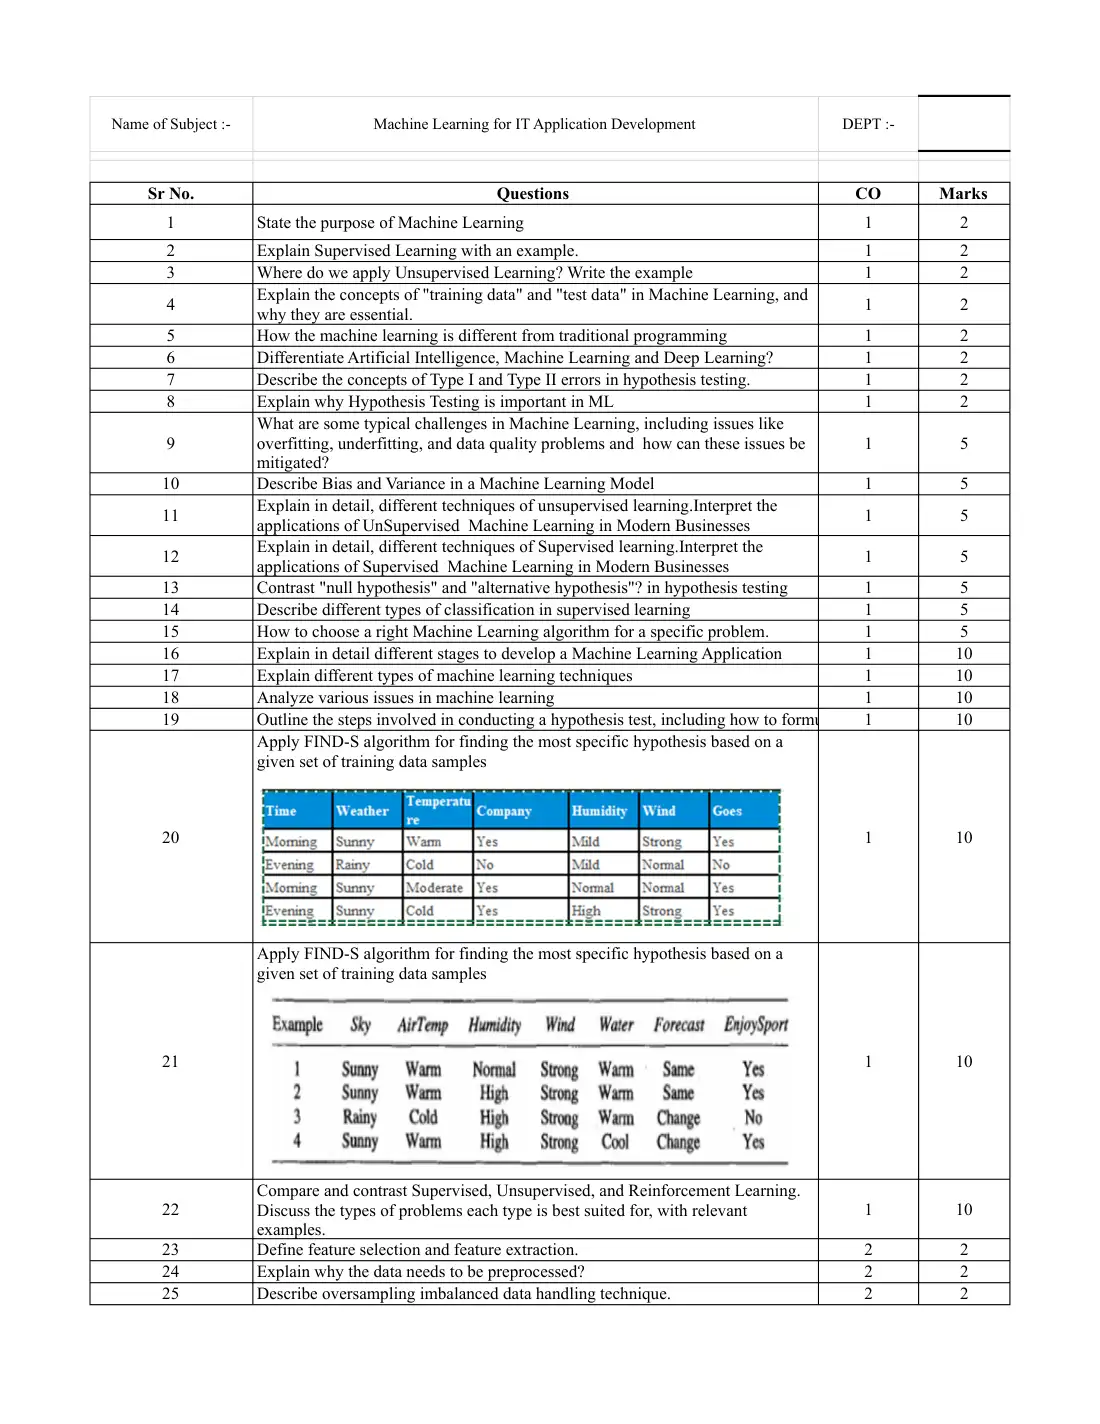 Name of Subject :- Machine Learning for IT Application Development DEPT :-
Sr No. Questions CO Marks
1 State the purpose of Machine Learning 1 2
2 Explain Supervised Learning with an example. 1 2
3 Where do we apply Unsupervised Learning? Write the example 1 2
4 Explain the concepts of "training data" and "test data" in Machine Learning, and 1 2
why they are essential.
5 How the machine learning is different from traditional programming 1 2
6 Differentiate Artificial Intelligence, Machine Learning and Deep Learning? 1 2
7 Describe the concepts of Type I and Type II errors in hypothesis testing. 1 2
8 Explain why Hypothesis Testing is important in ML 1 2
What are some typical challenges in Machine Learning, including issues like
9 overfitting, underfitting, and data quality problems and  how can these issues be 1 5
mitigated?
10 Describe Bias and Variance in a Machine Learning Model 1 5
11 Explain in detail, different techniques of unsupervised learning.Interpret the 1 5
applications of UnSupervised  Machine Learning in Modern Businesses
12 Explain in detail, different techniques of Supervised learning.Interpret the 1 5
applications of Supervised  Machine Learning in Modern Businesses
13 Contrast "null hypothesis" and "alternative hypothesis"? in hypothesis testing 1 5
14 Describe different types of classification in supervised learning 1 5
15 How to choose a right Machine Learning algorithm for a specific problem. 1 5
16 Explain in detail different stages to develop a Machine Learning Application 1 10
17 Explain different types of machine learning techniques 1 10
18 Analyze various issues in machine learning 1 10
19 Outline the steps involved in conducting a hypothesis test, including how to formu 1 10
20 Apply FIND-S algorithm for finding the most specific hypothesis based on a 1 10
given set of training data samples
Time Weather Temperatu Company Humidity Wind Goes
re
Morning Sunny Warm Yes Mild Strong Yes
Evening Rainy Cold No Mild Normal No
Morning Sunny Moderate Yes Normal Normal Yes
Evening Sunny Cold Yes High Strong Yes
21 Apply FIND-S algorithm for finding the most specific hypothesis based on a 1 10
given set of training data samples
Example Sky AirTemp Humidity Wind Water Forecast EnjoySport
1 Sunny Warm Normal Strong Warm Same Yes
2 Sunny Warm High Strong Warm Same Yes
3 Rainy Cold High Strong Warm Change No
4 Sunny Warm High Strong Cool Change Yes
Compare and contrast Supervised, Unsupervised, and Reinforcement Learning.
22 Discuss the types of problems each type is best suited for, with relevant 1 10
examples.
23 Define feature selection and feature extraction. 2 2
24 Explain why the data needs to be preprocessed? 2 2
25 Describe oversampling imbalanced data handling technique. 2 2